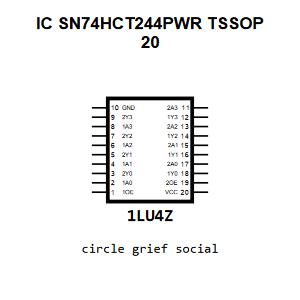 IC SN74HCT244PWR TSSOP
20
10 GND 2A3 11
9 2Y3 1Y3 12
8 1A3 2A2 13
7 2Y2 1Y2 14
6 1A2 2A1 15
5 2Y1 1Y1 16
4 1A1 2A0 17
3 2Y0 1Y0 18
2 1A0 2OE 19
1 1OE VCC 20
1LU4Z
circle grief social